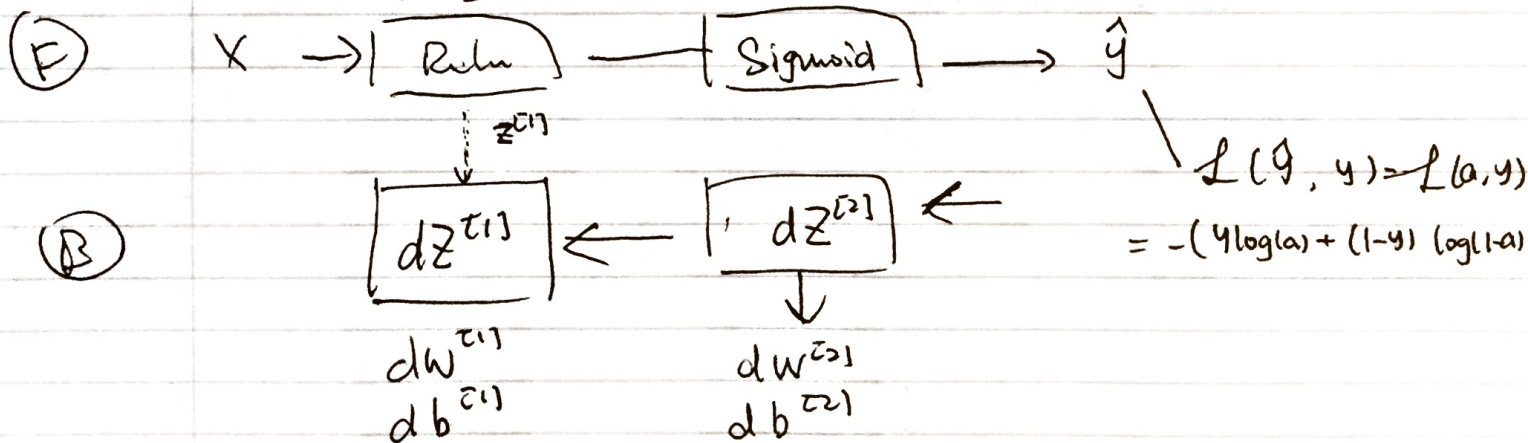 F X → Relu — Sigmoid → ŷ
z^[1]
L(ŷ, y) = L(a, y)
B dz^[1] ← dz^[2] ← = -(ylog(a) + (1-y) log(1-a)
dw^[1] dw^[2]
db^[1] db^[2]